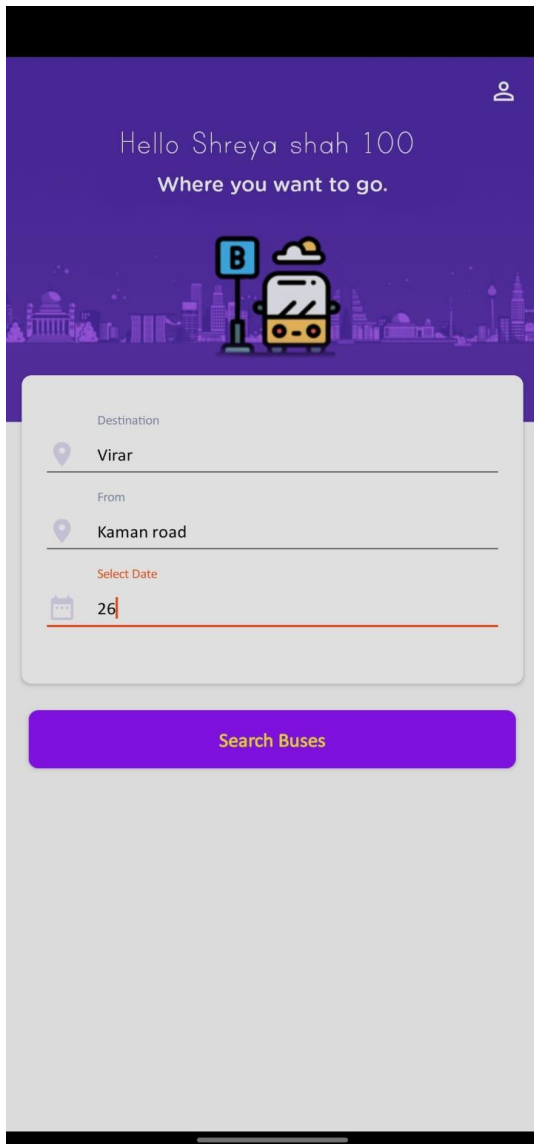 Hello Shreya shah 100
Where you want to go.
B
Destination
Virar
From
Kaman road
Select Date
26
Search Buses